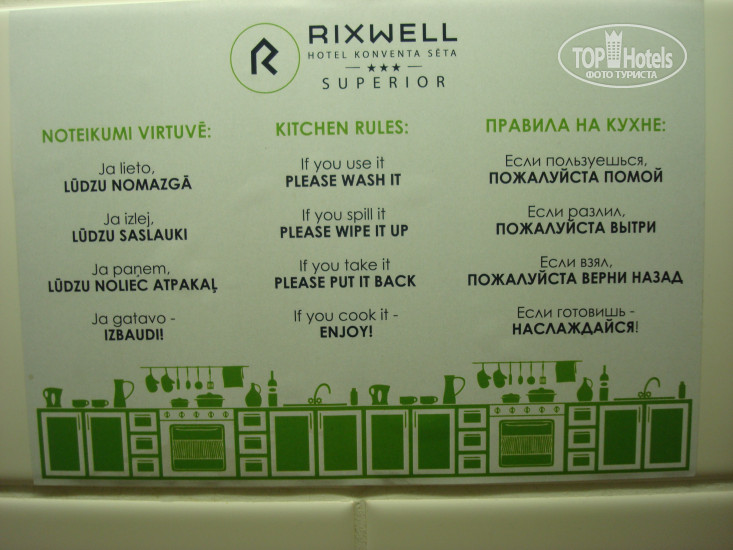 RIXWELL
HOTEL KONVENTA SĒTA
SUPERIOR
TOP Hotels
ФОТО ТУРИСТА
NOTEIKUMI VIRTUVĒ:
Ja lieto,
LŪDZU NOMAZGĀ
Ja izlej,
LŪDZU SASLAUKI
Ja paņem,
LŪDZU NOLIEC ATPAKAĻ
Ja gatavo -
IZBAUDI!
KITCHEN RULES:
If you use it
PLEASE WASH IT
If you spill it
PLEASE WIPE IT UP
If you take it
PLEASE PUT IT BACK
If you cook it -
ENJOY!
ПРАВИЛА НА КУХНЕ:
Если пользуешься,
ПОЖАЛУЙСТА ПОМОЙ
Если разлил,
ПОЖАЛУЙСТА ВЫТРИ
Если взял,
ПОЖАЛУЙСТА ВЕРНИ НАЗАД
Если готовишь -
НАСЛАЖДАЙСЯ!